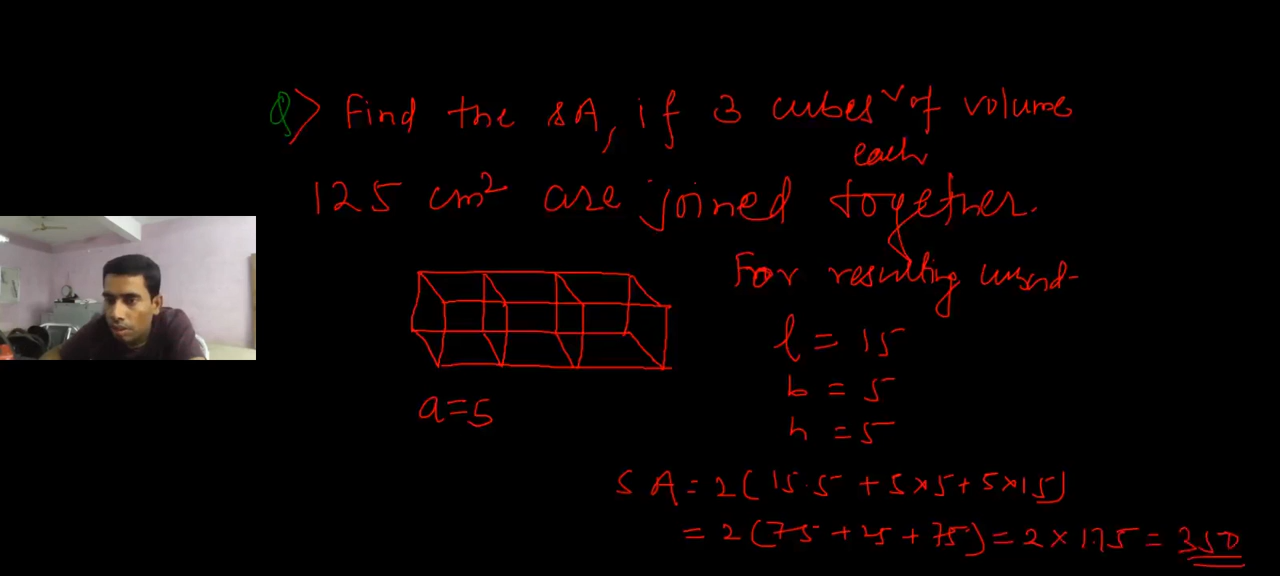 Q> Find the SA, if 3 cubes of volume
each
125 cm² are joined together.
For resulting
l = 15
b = 5
h = 5
a=5
SA = 2(15.5 + 5×5 + 5×15)
= 2(75 + 25 + 75) = 2 × 175 = 350